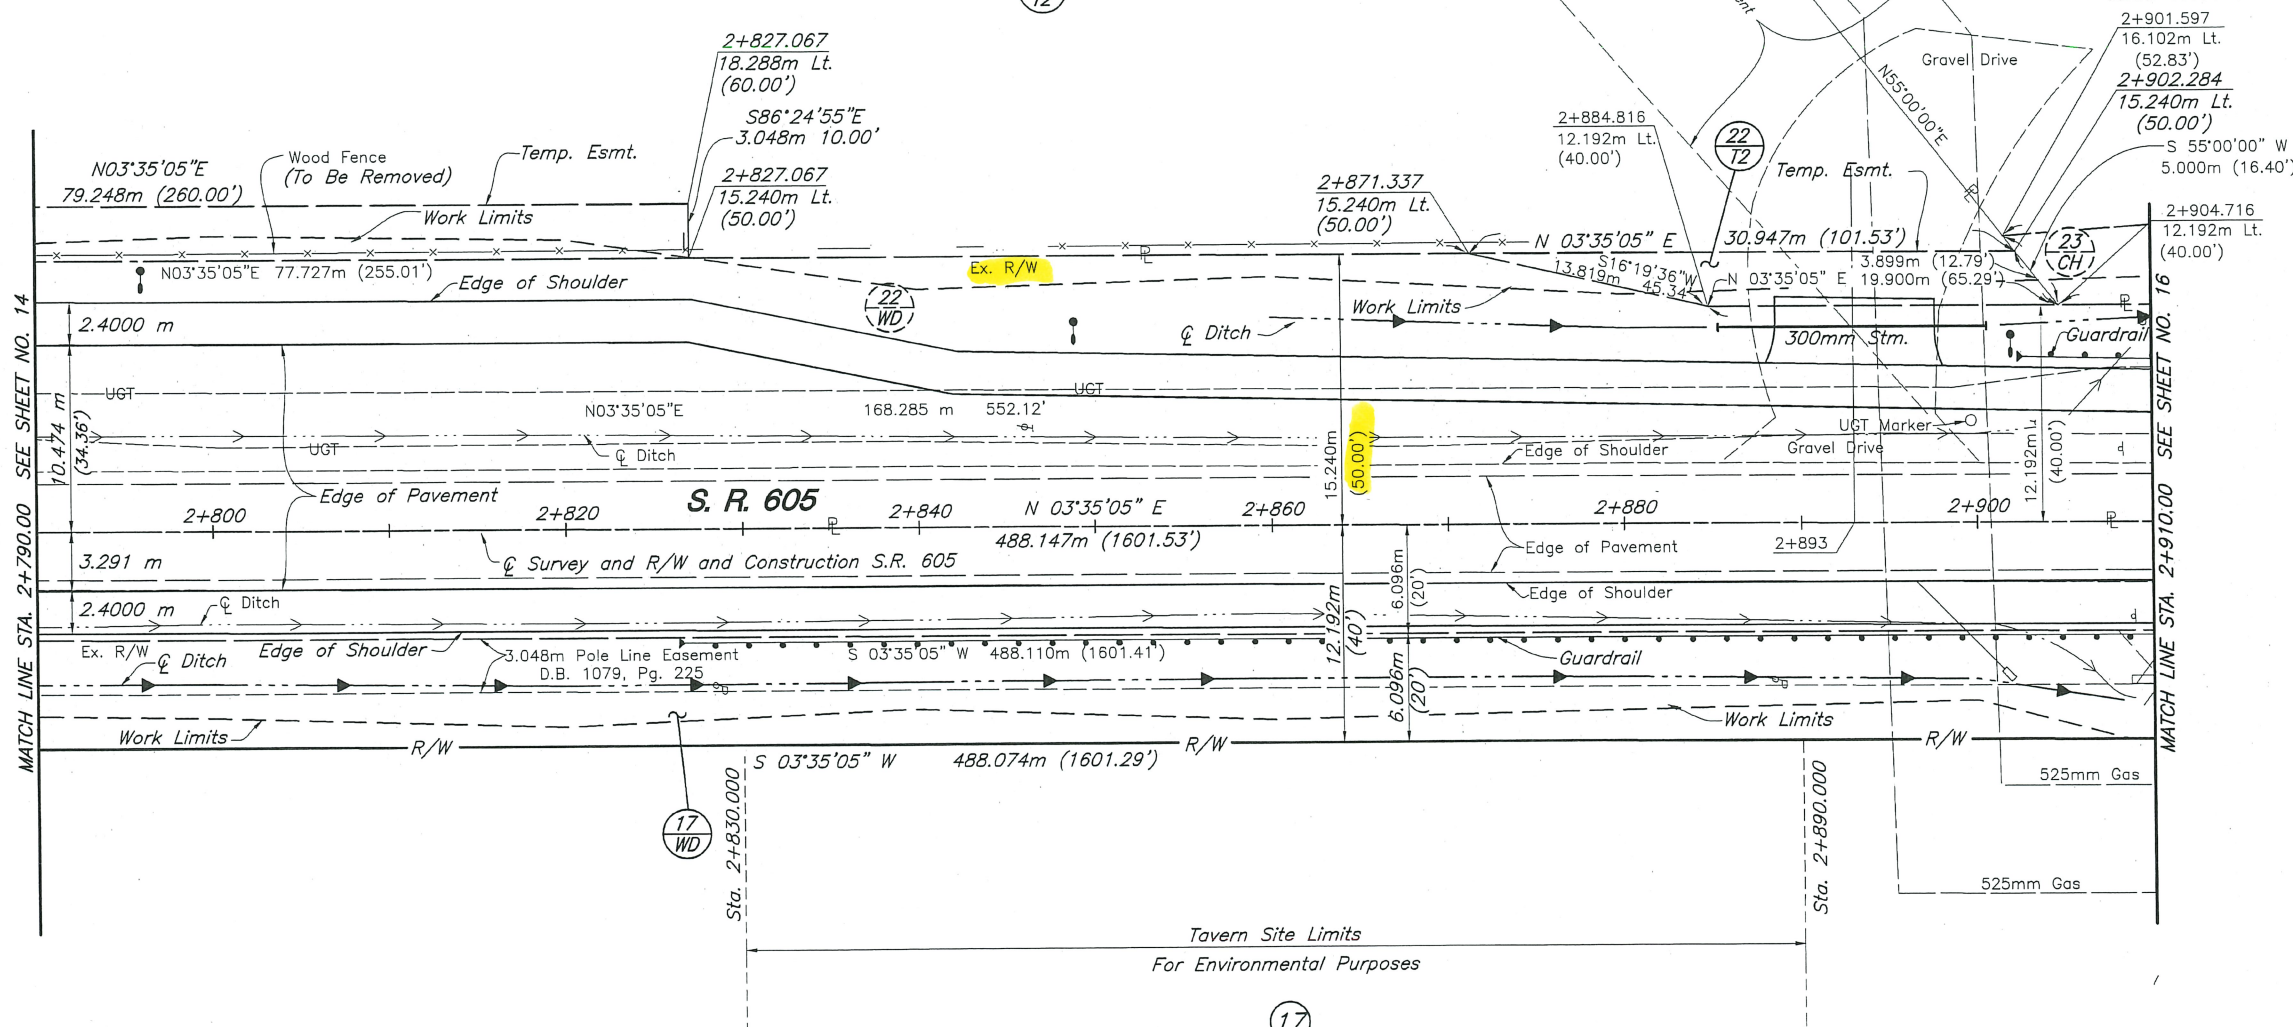 12
2+827.067
18.288m Lt.
(60.00')
S86°24'55"E
3.048m 10.00'
2+827.067
15.240m Lt.
(50.00')
N03°35'05"E
79.248m (260.00')
Wood Fence
(To Be Removed)
Temp. Esmt.
Work Limits
N03°35'05"E 77.727m (255.01')
Edge of Shoulder
22
WD
Ex. R/W
2+871.337
15.240m Lt.
(50.00')
2+884.816
12.192m Lt.
(40.00')
22
T2
Temp. Esmt.
Gravel Drive
N55°00'00"E
2+901.597
16.102m Lt.
(52.83')
2+902.284
15.240m Lt.
(50.00')
S 55°00'00" W
5.000m (16.40')
2+904.716
12.192m Lt.
(40.00')
23
CH
N 03°35'05" E 30.947m (101.53')
3.899m (12.79')
S16°19'36"W
13.819m 45.34'
N 03°35'05" E 19.900m (65.29')
PL
PL
PL
Work Limits
CL Ditch
300mm Stm.
Guardrail
2.4000 m
10.474 m
(34.36')
UGT
UGT
UGT
N03°35'05"E 168.285 m 552.12'
CL Ditch
15.240m
(50.00')
UGT Marker
Edge of Shoulder
Gravel Drive
12.192m
(40.00')
Edge of Pavement
S. R. 605
N 03°35'05" E
488.147m (1601.53')
2+800
2+820
2+840
2+860
2+880
2+900
PL
PL
3.291 m
CL Survey and R/W and Construction S.R. 605
Edge of Pavement
2+893
Edge of Shoulder
6.096m
(20')
12.192m
(40')
2.4000 m
CL Ditch
Ex. R/W
CL Ditch
Edge of Shoulder
3.048m Pole Line Easement
D.B. 1079, Pg. 225
S 03°35'05" W 488.110m (1601.41')
Guardrail
6.096m
(20')
Work Limits
Work Limits
R/W
R/W
R/W
S 03°35'05" W 488.074m (1601.29')
17
WD
Sta. 2+830.000
Sta. 2+890.000
525mm Gas
525mm Gas
Tavern Site Limits
For Environmental Purposes
17
MATCH LINE STA. 2+790.00 SEE SHEET NO. 14
MATCH LINE STA. 2+910.00 SEE SHEET NO. 16